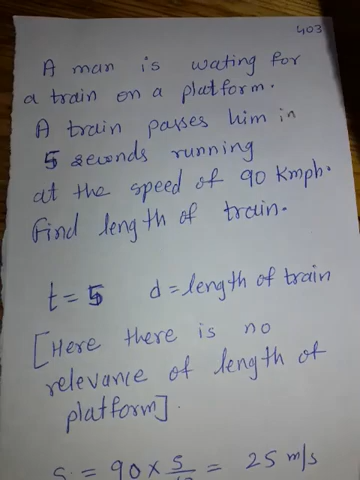 403
A man is wating for
a train on a platform.
A train passes him in
5 seconds running
at the speed of 90 Kmph.
Find length of train.
t = 5 d = length of train
[Here there is no
relevance of length of
platform].
S = 90 × 5/18 = 25 m/s